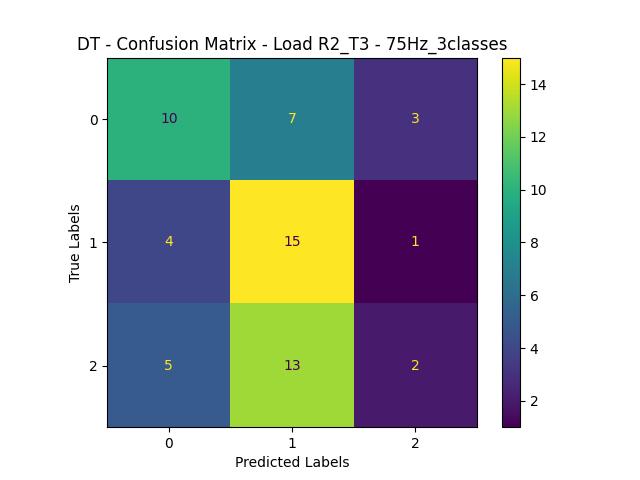 DT - Confusion Matrix - Load R2_T3 - 75Hz_3classes
True Labels
0 10 7 3
1 4 15 1
2 5 13 2
0 1 2
Predicted Labels
14
12
10
8
6
4
2